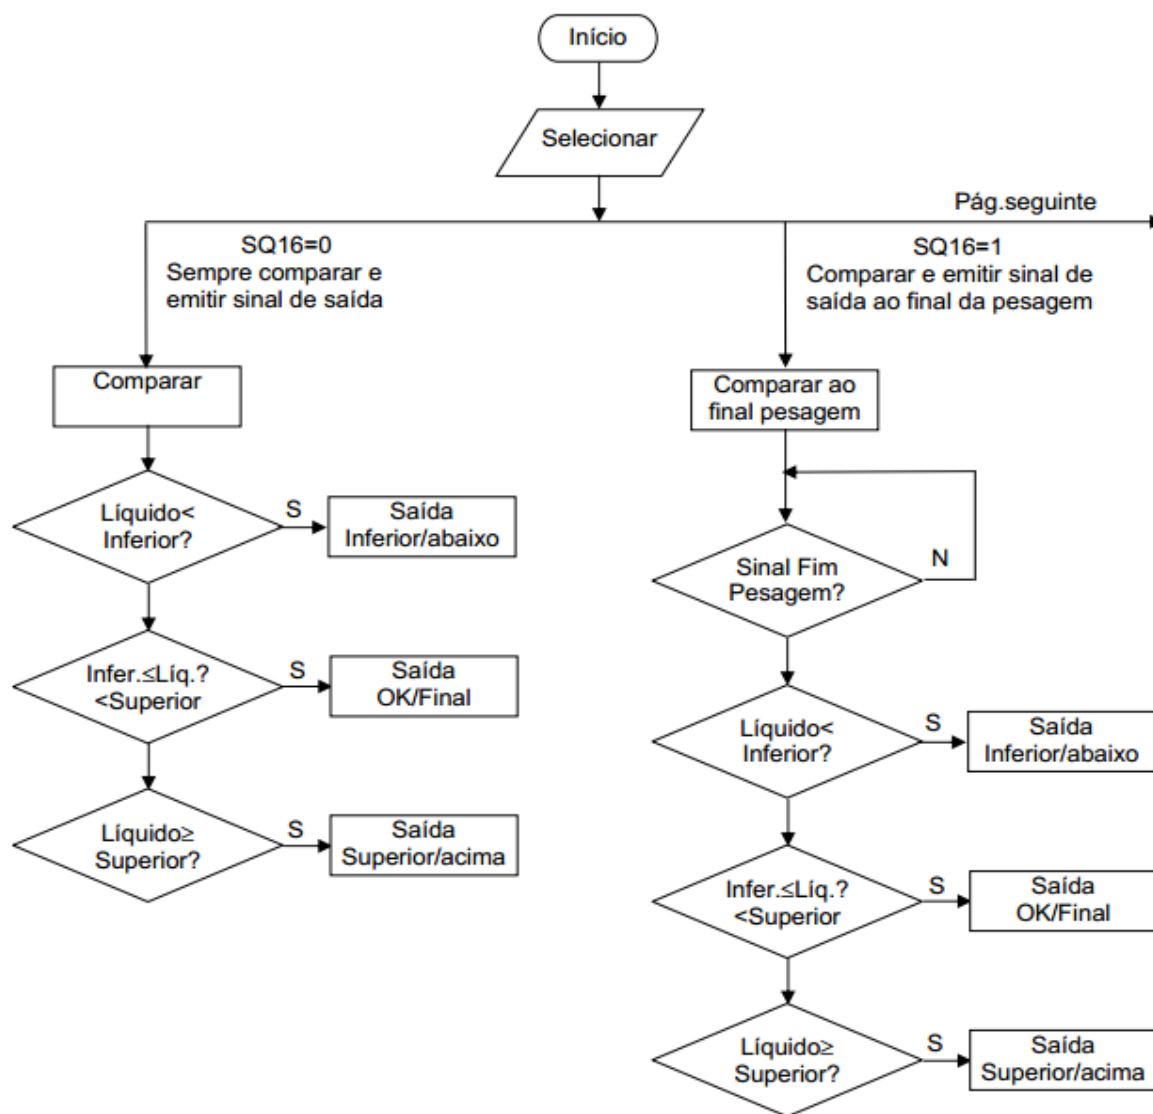 Início
Selecionar
Pág.seguinte
SQ16=0
Sempre comparar e
emitir sinal de saída
SQ16=1
Comparar e emitir sinal de
saída ao final da pesagem
Comparar
Líquido<
Inferior?
S
Saída
Inferior/abaixo
Infer.≤Líq.?
<Superior
S
Saída
OK/Final
Líquido≥
Superior?
S
Saída
Superior/acima
Comparar ao
final pesagem
Sinal Fim
Pesagem?
N
Líquido<
Inferior?
S
Saída
Inferior/abaixo
Infer.≤Líq.?
<Superior
S
Saída
OK/Final
Líquido≥
Superior?
S
Saída
Superior/acima